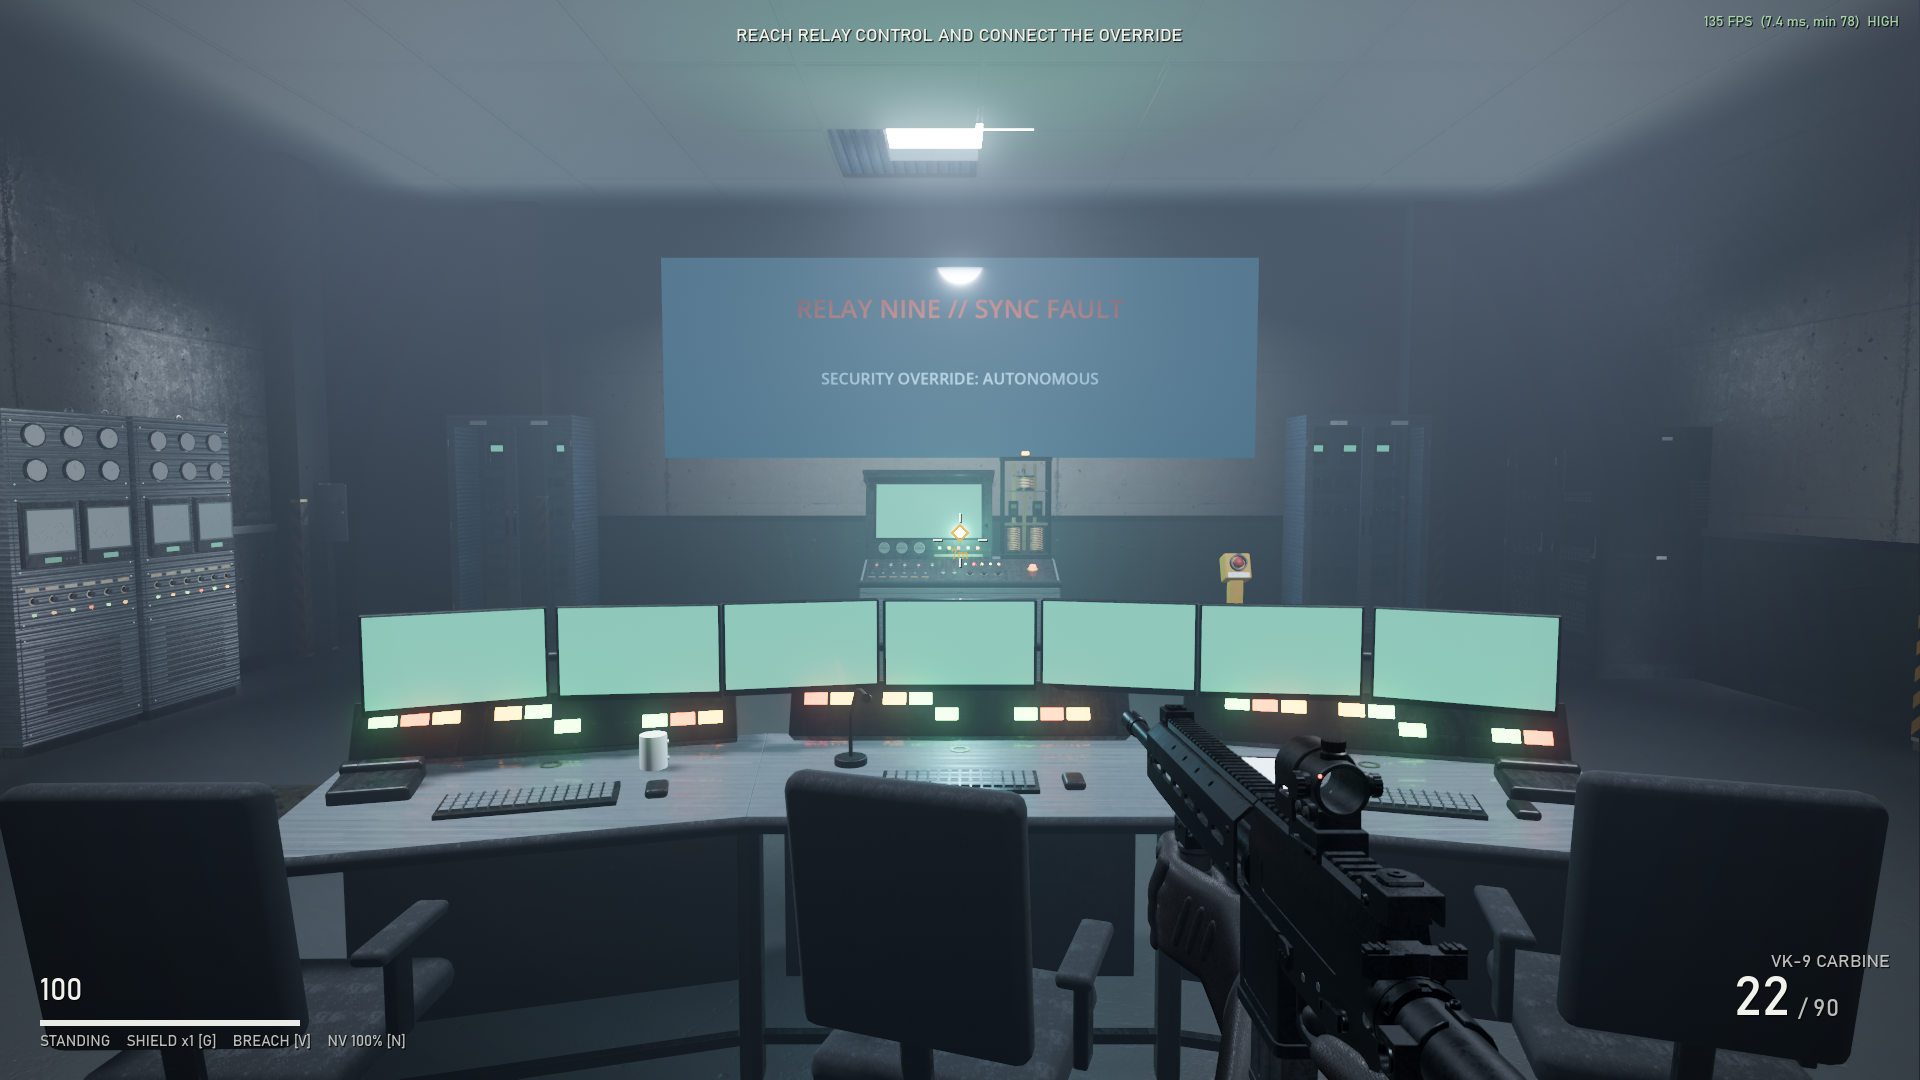 REACH RELAY CONTROL AND CONNECT THE OVERRIDE
135 FPS (7.4 ms, min 78) HIGH
RELAY NINE // SYNC FAULT
SECURITY OVERRIDE: AUTONOMOUS
VK-9 CARBINE
100
22 / 90
STANDING SHIELD x1 [G] BREACH [V] NV 100% [N]